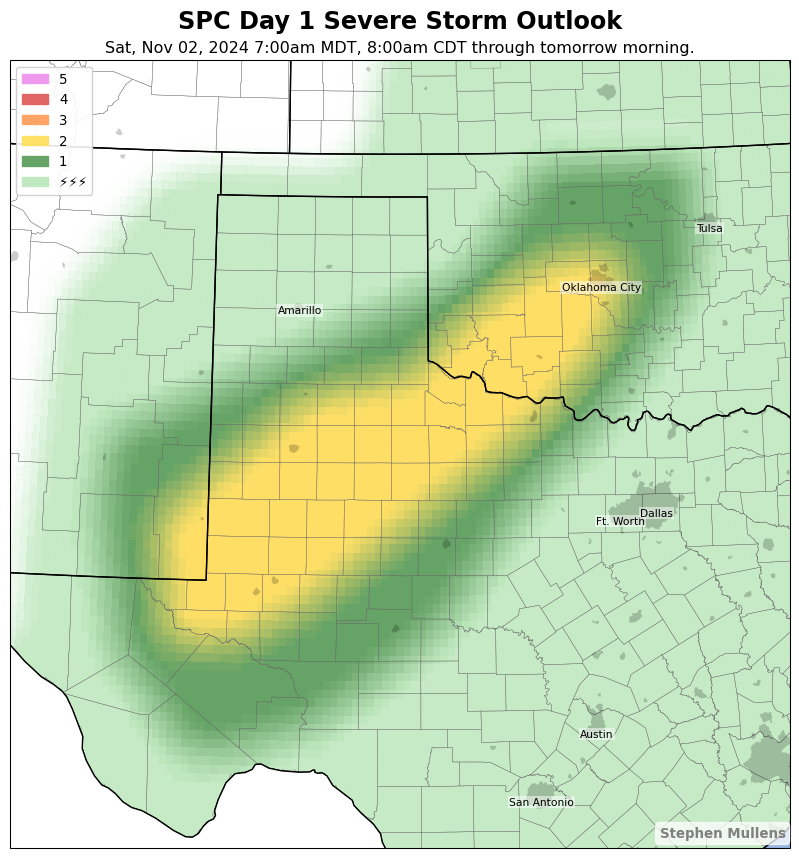 SPC Day 1 Severe Storm Outlook
Sat, Nov 02, 2024 7:00am MDT, 8:00am CDT through tomorrow morning.
5
4
3
2
1
⚡⚡⚡
Tulsa
Oklahoma City
Amarillo
Dallas
Ft. Worth
Austin
San Antonio
Stephen Mullens